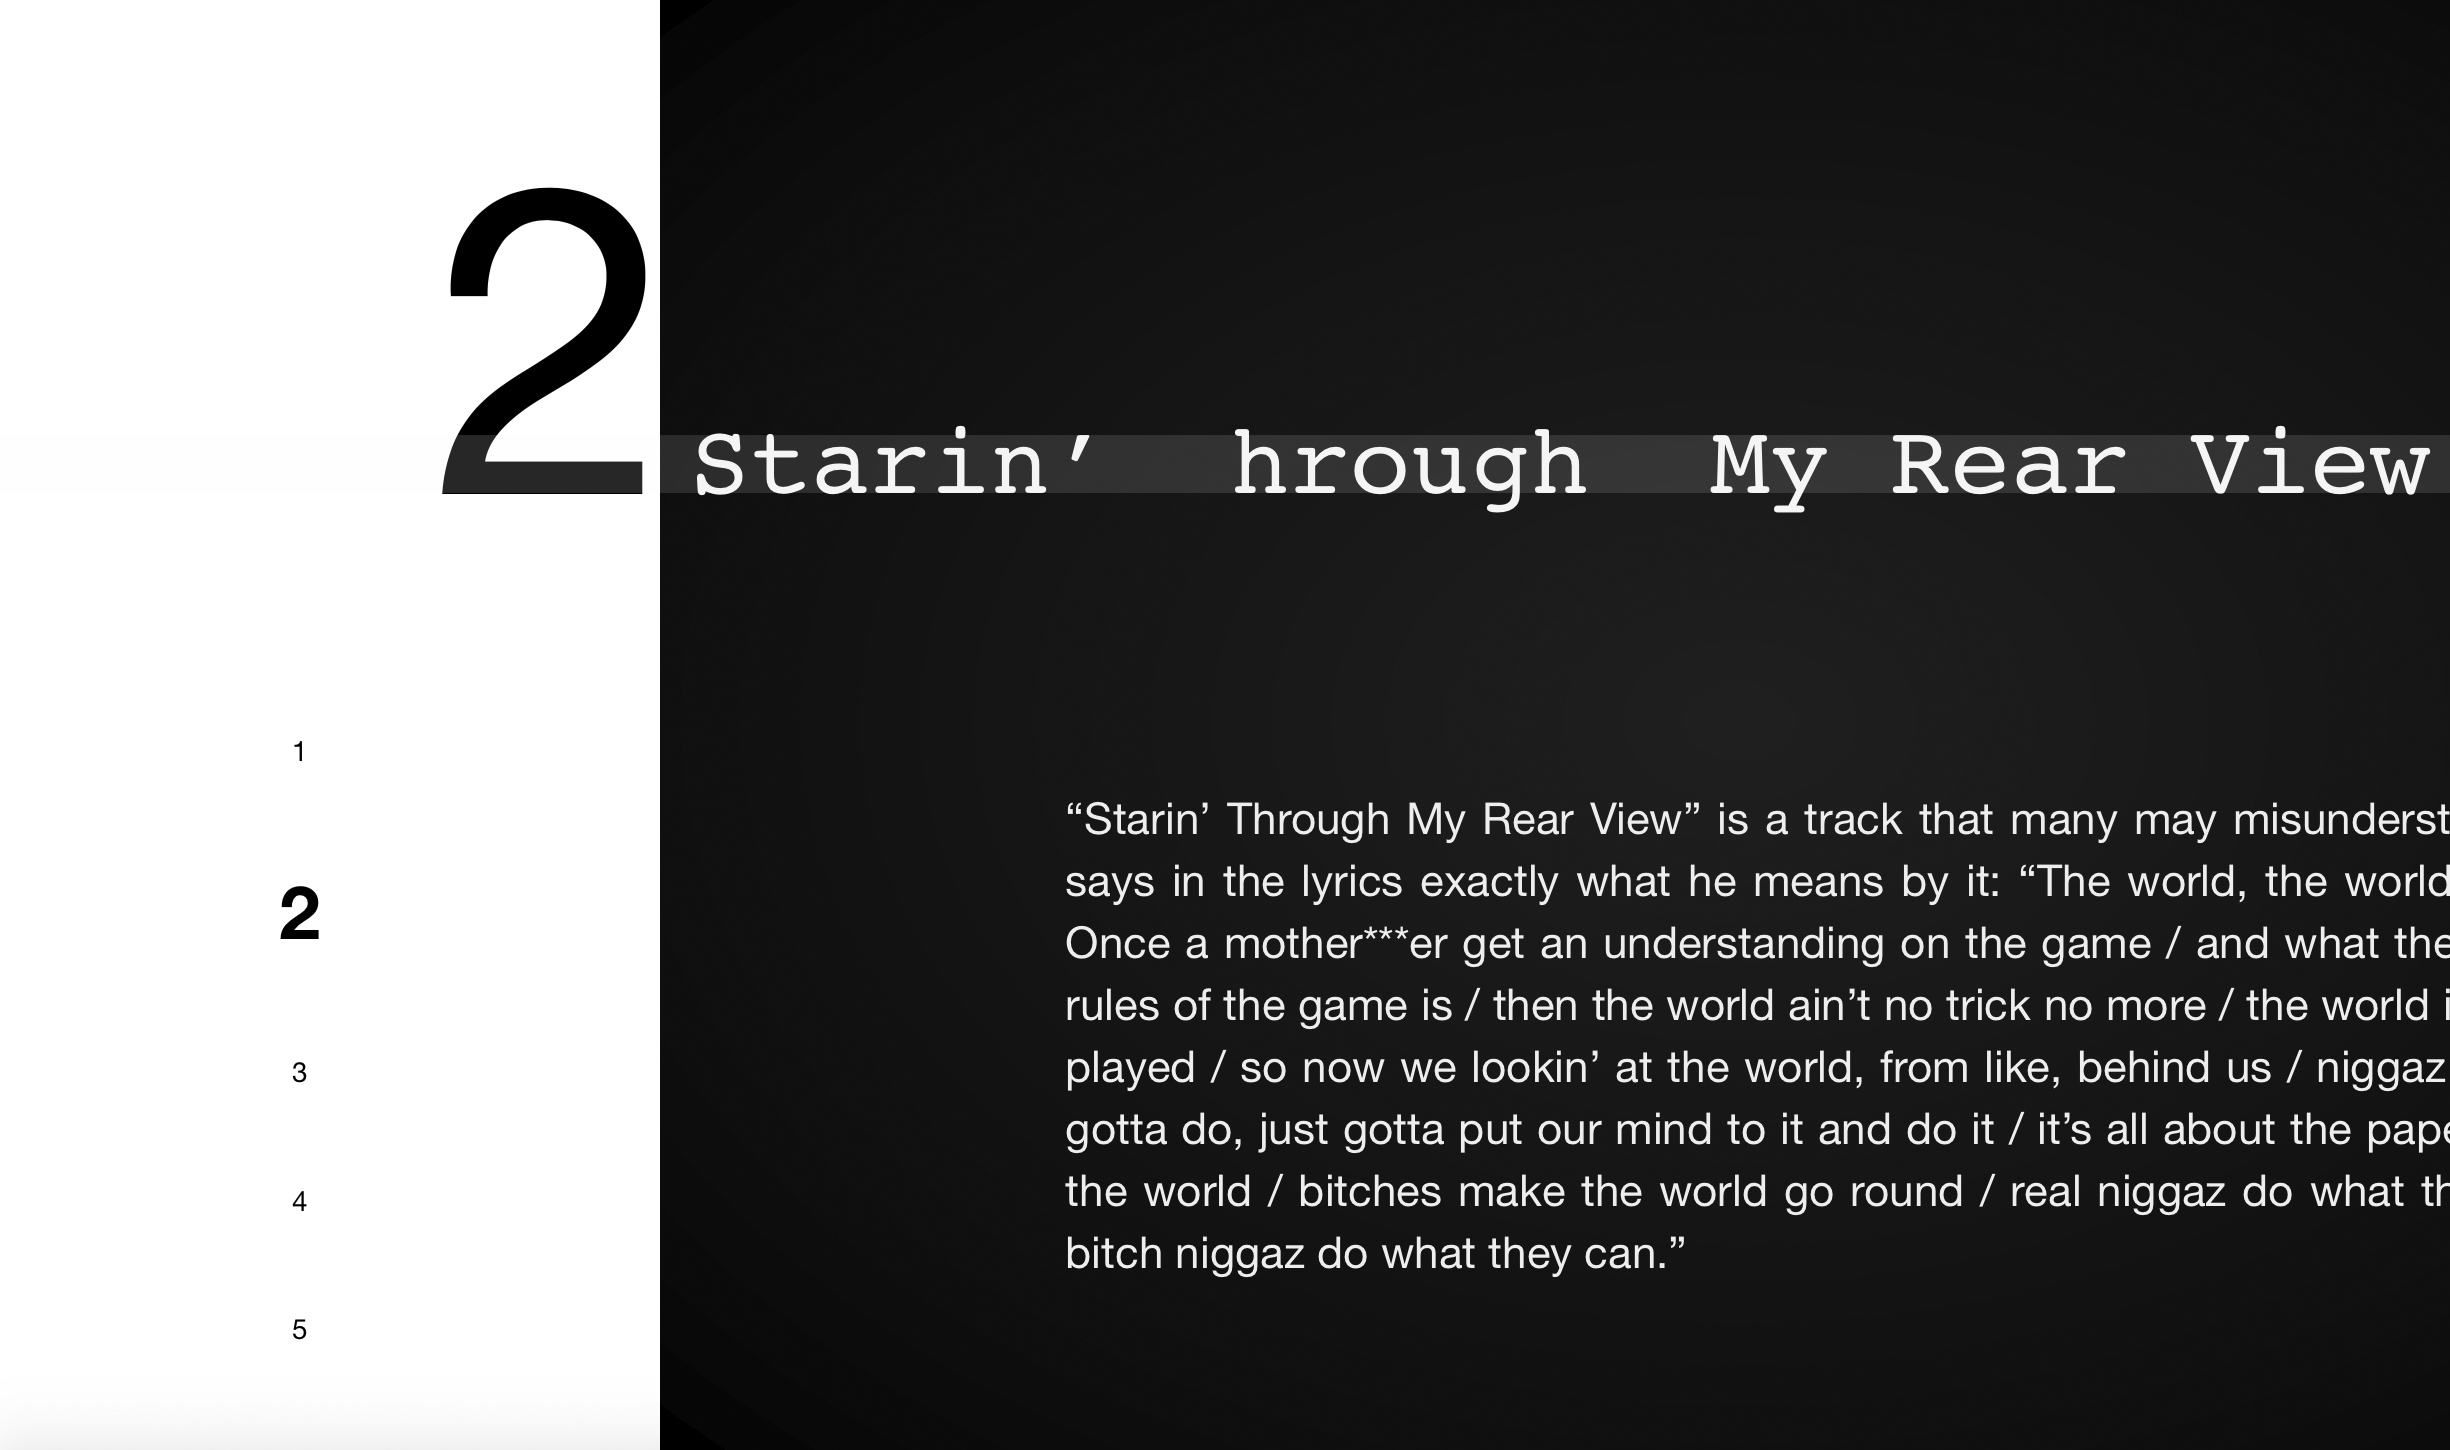 2
Starin’ hrough My Rear View
1
2
3
4
5
“Starin’ Through My Rear View” is a track that many may misunderst
says in the lyrics exactly what he means by it: “The world, the world
Once a mother***er get an understanding on the game / and what the
rules of the game is / then the world ain’t no trick no more / the world i
played / so now we lookin’ at the world, from like, behind us / niggaz
gotta do, just gotta put our mind to it and do it / it’s all about the pape
the world / bitches make the world go round / real niggaz do what th
bitch niggaz do what they can.”